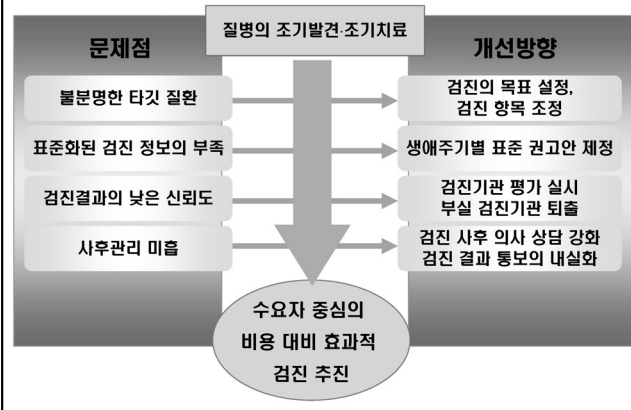 질병의 조기발견·조기치료
문제점
개선방향
불분명한 타깃 질환
검진의 목표 설정,
검진 항목 조정
표준화된 검진 정보의 부족
생애주기별 표준 권고안 제정
검진결과의 낮은 신뢰도
검진기관 평가 실시
부실 검진기관 퇴출
사후관리 미흡
검진 사후 의사 상담 강화
검진 결과 통보의 내실화
수요자 중심의
비용 대비 효과적
검진 추진